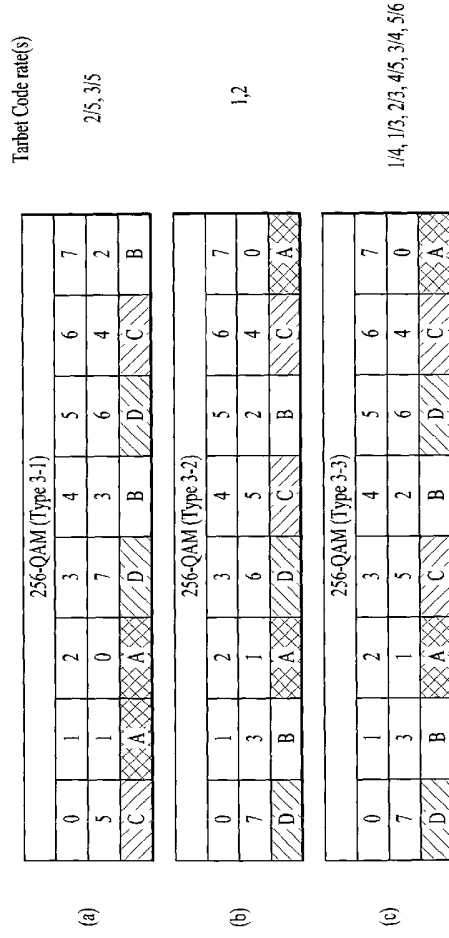 Tarbet Code rate(s)
(a)
256-QAM (Type 3-1)
0 1 2 3 4 5 6 7
5 1 0 7 3 6 4 2
C A A D B D C B
2/5, 3/5
(b)
256-QAM (Type 3-2)
0 1 2 3 4 5 6 7
7 3 1 6 5 2 4 0
D B A D C B C A
1,2
(c)
256-QAM (Type 3-3)
0 1 2 3 4 5 6 7
7 3 1 5 2 6 4 0
D B A C B D C A
1/4, 1/3, 2/3, 4/5, 3/4, 5/6